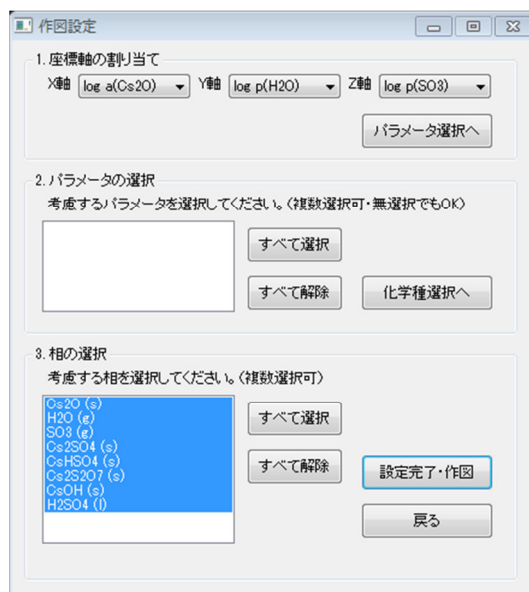 作図設定
1. 座標軸の割り当て
X軸 log a(Cs2O) Y軸 log p(H2O) Z軸 log p(SO3)
パラメータ選択へ
2. パラメータの選択
考慮するパラメータを選択してください。(複数選択可・無選択でもOK)
すべて選択
すべて解除 化学種選択へ
3. 相の選択
考慮する相を選択してください。(複数選択可)
Cs2O (s)
H2O (g)
SO3 (g)
Cs2SO4 (s)
CsHSO4 (s)
Cs2S2O7 (s)
CsOH (s)
H2SO4 (l)
すべて選択
すべて解除 設定完了・作図
戻る